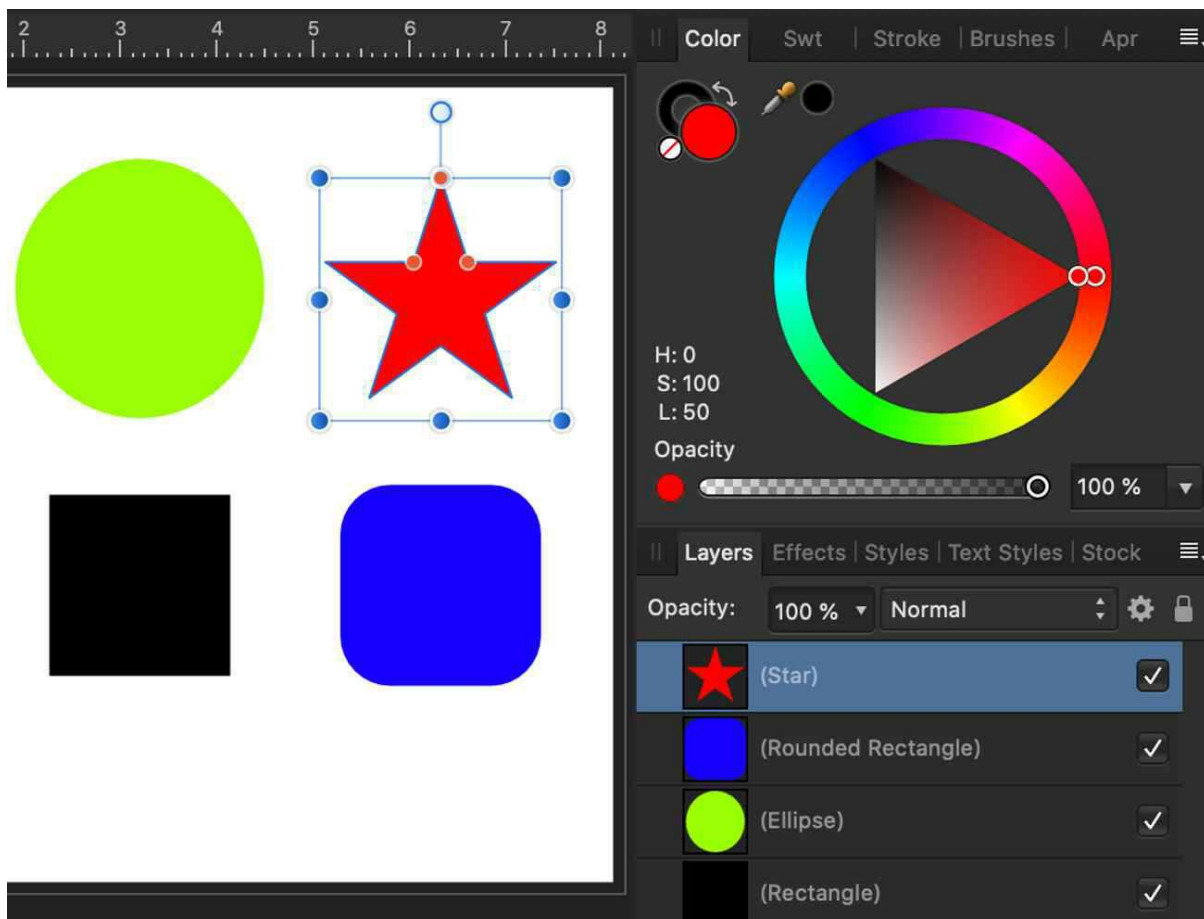 2 3 4 5 6 7 8
Color Swt Stroke Brushes Apr
H: 0
S: 100
L: 50
Opacity
100 %
Layers Effects Styles Text Styles Stock
Opacity: 100 % Normal
(Star)
(Rounded Rectangle)
(Ellipse)
(Rectangle)